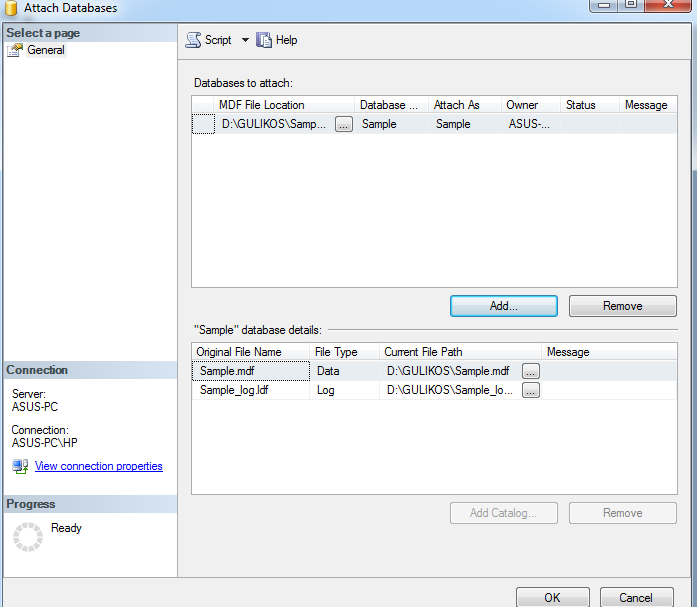 Attach Databases
Select a page
General
Script Help
Databases to attach:
MDF File Location Database ... Attach As Owner Status Message
D:\GULIKOS\Samp... ... Sample Sample ASUS-...
Add... Remove
"Sample" database details:
Original File Name File Type Current File Path Message
Sample.mdf Data D:\GULIKOS\Sample.mdf ...
Sample_log.ldf Log D:\GULIKOS\Sample_lo... ...
Add Catalog... Remove
Connection
Server:
ASUS-PC
Connection:
ASUS-PC\HP
View connection properties
Progress
Ready
OK Cancel